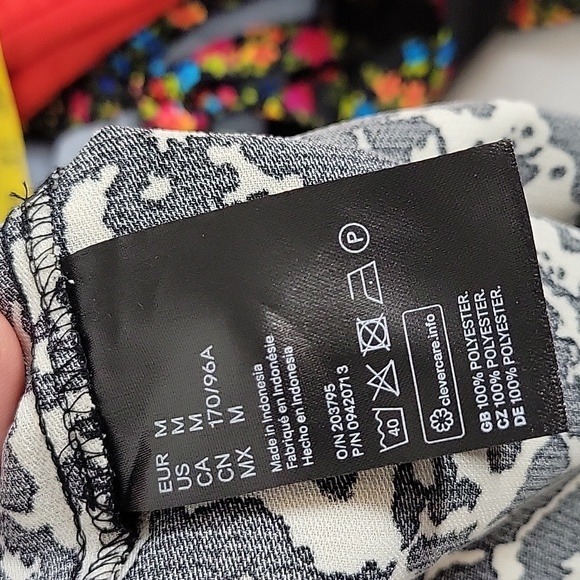 EUR M
US M
CA M
CN 170/96A
MX M
Made in Indonesia
Fabriqué en Indonésie
Hecho en Indonesia
O/N 203795
P/N 0942071 3
40
P
clevercare.info
GB 100% POLYESTER.
CZ 100% POLYESTER.
DE 100% POLYESTER.